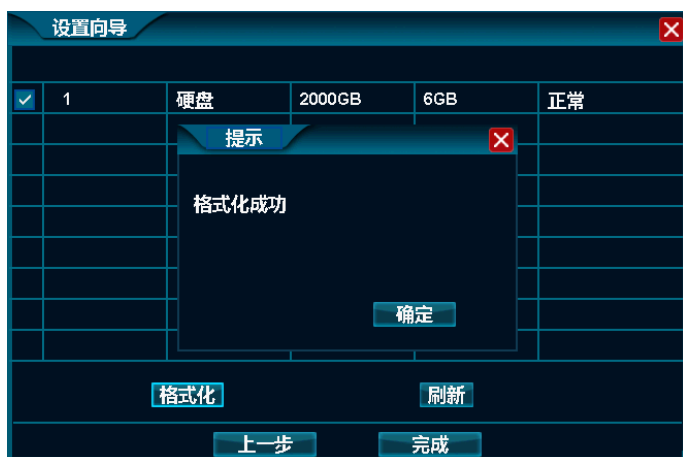 设置向导
1 硬盘 2000GB 6GB 正常
提示
格式化成功
确定
格式化 刷新
上一步 完成